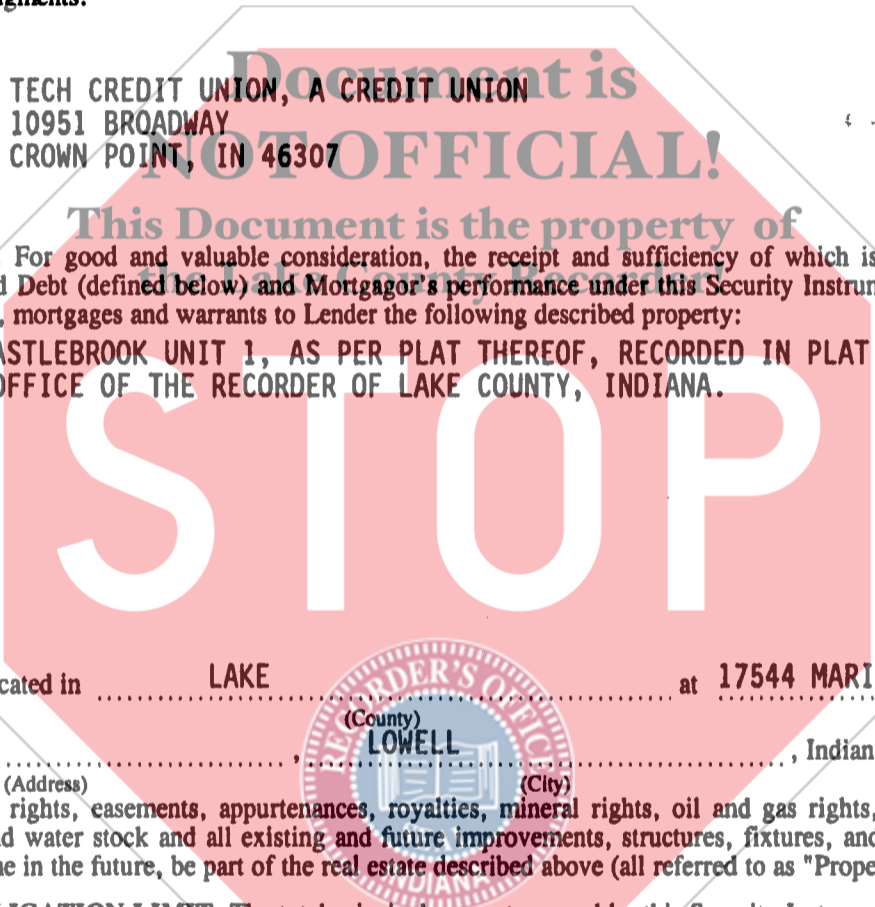 TECH CREDIT UNION, A CREDIT UNION
10951 BROADWAY
CROWN POINT, IN 46307
Document is
NOT OFFICIAL!
This Document is the property of
the Lake County Recorder!
For good and valuable consideration, the receipt and sufficiency of which is
Debt (defined below) and Mortgagor's performance under this Security Instrum
, mortgages and warrants to Lender the following described property:
ASTLEBROOK UNIT 1, AS PER PLAT THEREOF, RECORDED IN PLAT
OFFICE OF THE RECORDER OF LAKE COUNTY, INDIANA.
STOP
cated in LAKE at 17544 MARI
(County)
, LOWELL , Indian
(Address) (City)
rights, easements, appurtenances, royalties, mineral rights, oil and gas rights,
d water stock and all existing and future improvements, structures, fixtures, and
e in the future, be part of the real estate described above (all referred to as "Prope
RECORDER'S OFFICE
INDIANA